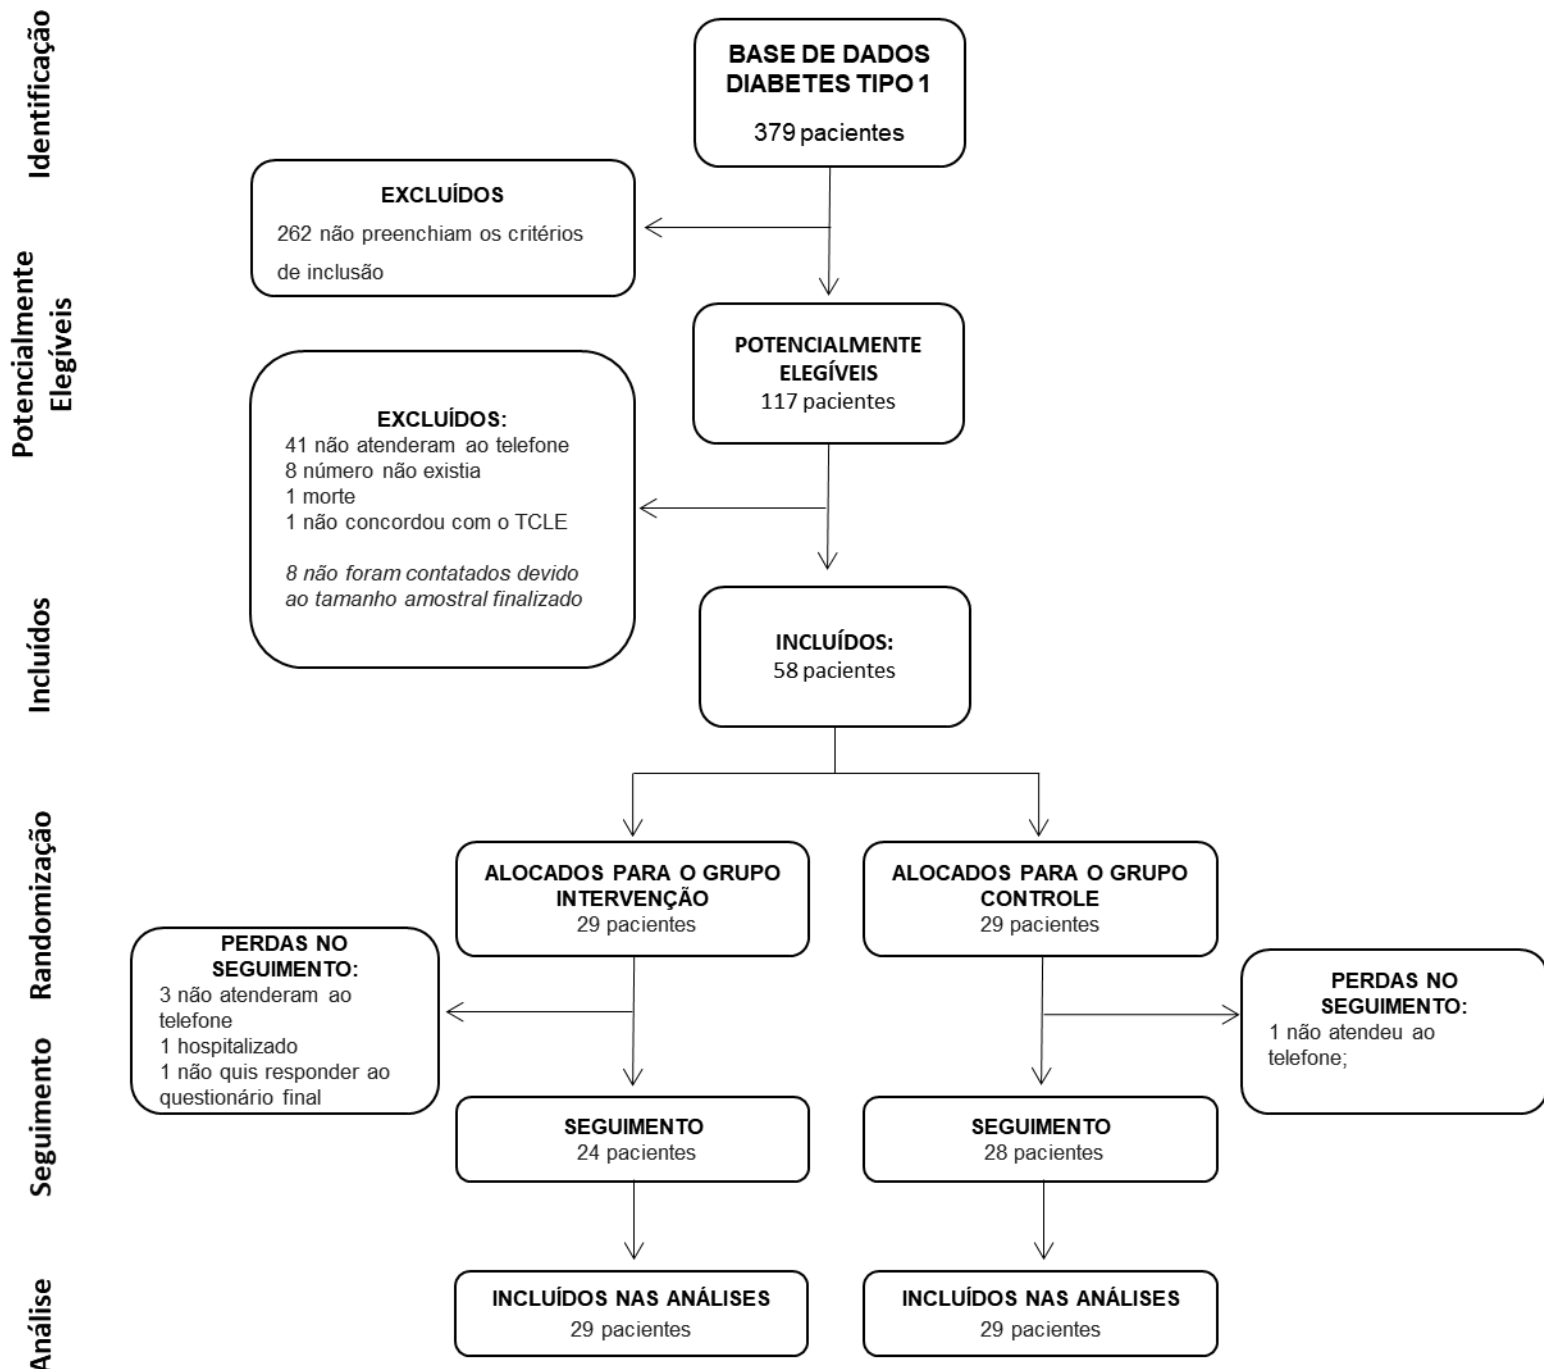 Identificação
BASE DE DADOS
DIABETES TIPO 1
379 pacientes
EXCLUÍDOS
262 não preenchiam os critérios
de inclusão
Potencialmente
Elegíveis
POTENCIALMENTE
ELEGÍVEIS
117 pacientes
EXCLUÍDOS:
41 não atenderam ao telefone
8 número não existia
1 morte
1 não concordou com o TCLE
8 não foram contatados devido
ao tamanho amostral finalizado
Incluídos
INCLUÍDOS:
58 pacientes
Randomização
ALOCADOS PARA O GRUPO
INTERVENÇÃO
29 pacientes
ALOCADOS PARA O GRUPO
CONTROLE
29 pacientes
PERDAS NO
SEGUIMENTO:
3 não atenderam ao
telefone
1 hospitalizado
1 não quis responder ao
questionário final
PERDAS NO
SEGUIMENTO:
1 não atendeu ao
telefone;
Seguimento
SEGUIMENTO
24 pacientes
SEGUIMENTO
28 pacientes
Análise
INCLUÍDOS NAS ANÁLISES
29 pacientes
INCLUÍDOS NAS ANÁLISES
29 pacientes